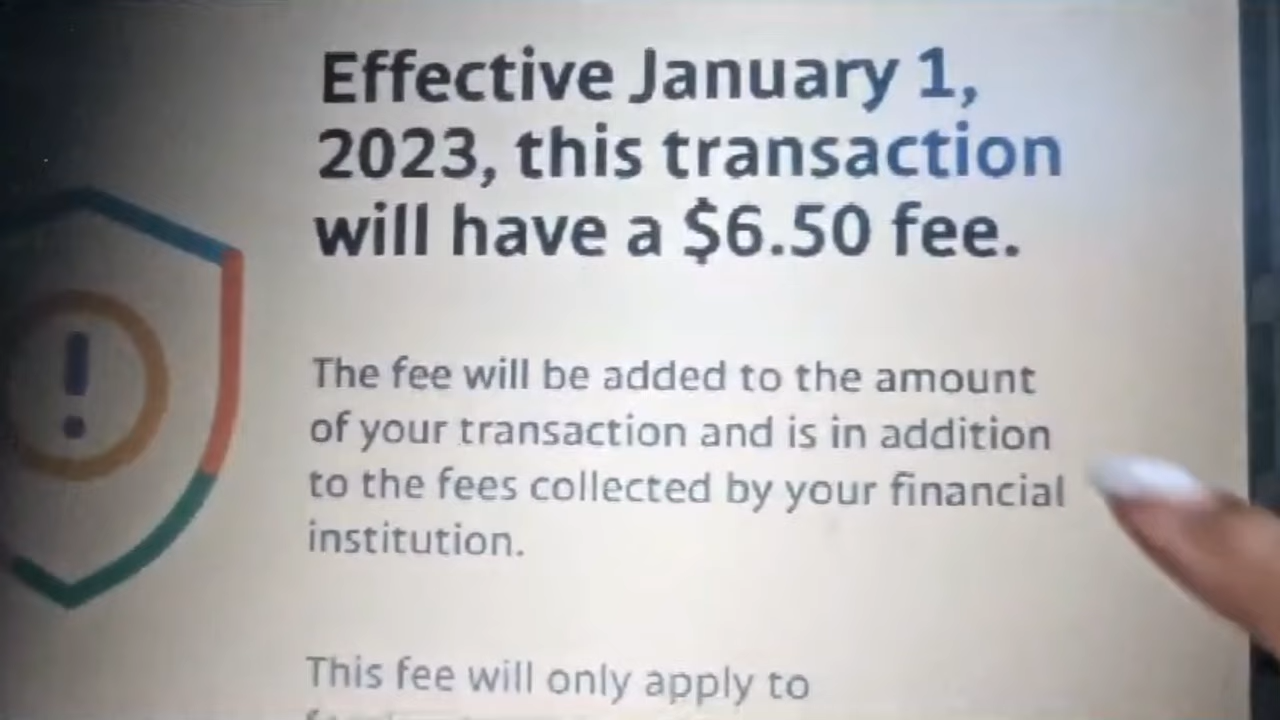 Effective January 1,
2023, this transaction
will have a $6.50 fee.
The fee will be added to the amount
of your transaction and is in addition
to the fees collected by your financial
institution.
This fee will only apply to